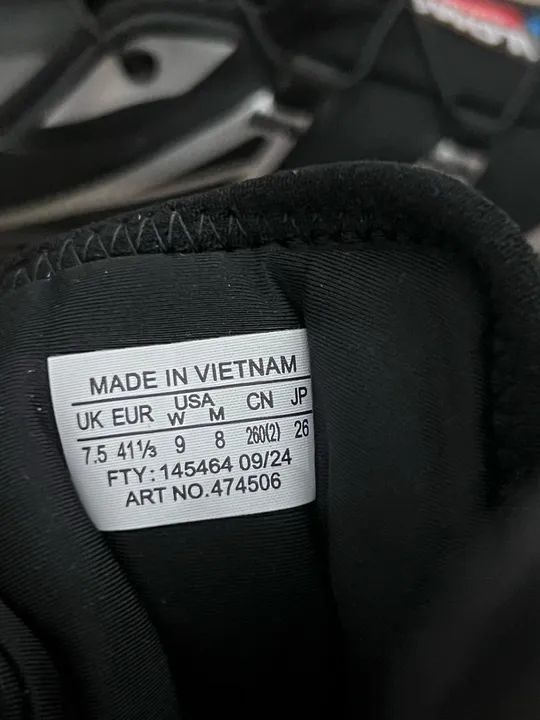 MADE IN VIETNAM
UK EUR USA W M CN JP
7.5 41⅓ 9 8 260(2) 26
FTY: 145464 09/24
ART NO.474506